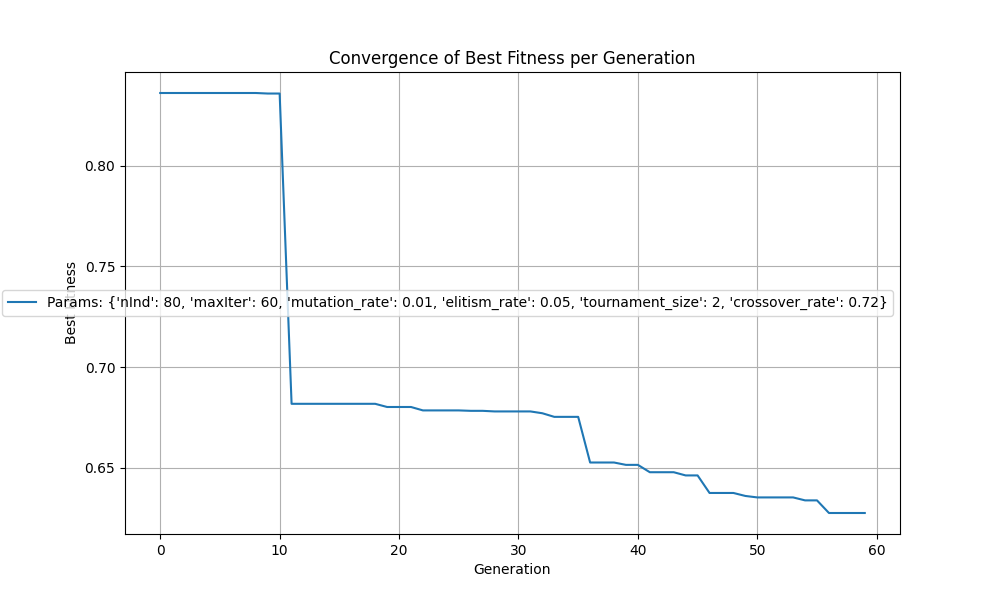 Convergence of Best Fitness per Generation
0.80
0.75
0.70
0.65
Best Fitness
Params: {'nInd': 80, 'maxIter': 60, 'mutation_rate': 0.01, 'elitism_rate': 0.05, 'tournament_size': 2, 'crossover_rate': 0.72}
0 10 20 30 40 50 60
Generation